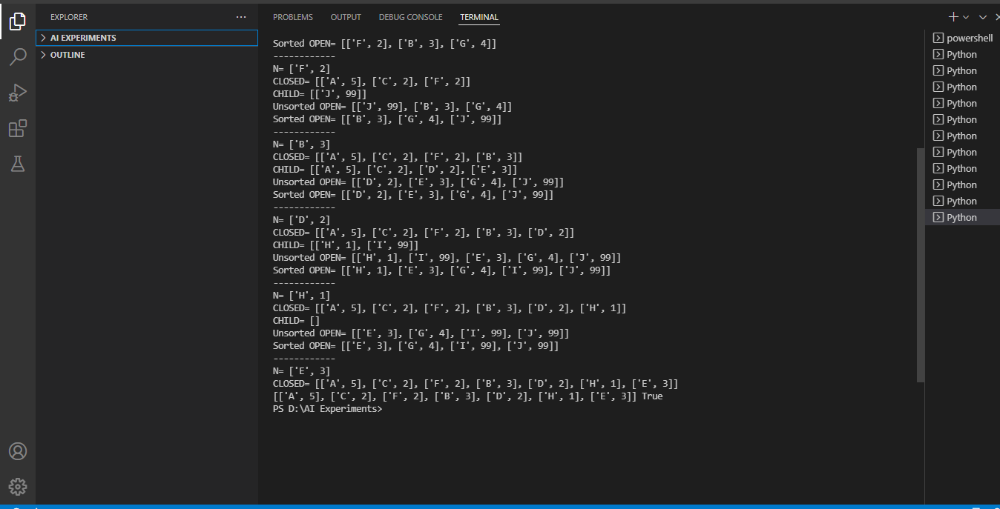 EXPLORER
AI EXPERIMENTS
OUTLINE
PROBLEMS OUTPUT DEBUG CONSOLE TERMINAL
Sorted OPEN= [['F', 2], ['B', 3], ['G', 4]]
------------
N= ['F', 2]
CLOSED= [['A', 5], ['C', 2], ['F', 2]]
CHILD= [['J', 99]]
Unsorted OPEN= [['J', 99], ['B', 3], ['G', 4]]
Sorted OPEN= [['B', 3], ['G', 4], ['J', 99]]
------------
N= ['B', 3]
CLOSED= [['A', 5], ['C', 2], ['F', 2], ['B', 3]]
CHILD= [['A', 5], ['C', 2], ['D', 2], ['E', 3]]
Unsorted OPEN= [['D', 2], ['E', 3], ['G', 4], ['J', 99]]
Sorted OPEN= [['D', 2], ['E', 3], ['G', 4], ['J', 99]]
------------
N= ['D', 2]
CLOSED= [['A', 5], ['C', 2], ['F', 2], ['B', 3], ['D', 2]]
CHILD= [['H', 1], ['I', 99]]
Unsorted OPEN= [['H', 1], ['I', 99], ['E', 3], ['G', 4], ['J', 99]]
Sorted OPEN= [['H', 1], ['E', 3], ['G', 4], ['I', 99], ['J', 99]]
------------
N= ['H', 1]
CLOSED= [['A', 5], ['C', 2], ['F', 2], ['B', 3], ['D', 2], ['H', 1]]
CHILD= []
Unsorted OPEN= [['E', 3], ['G', 4], ['I', 99], ['J', 99]]
Sorted OPEN= [['E', 3], ['G', 4], ['I', 99], ['J', 99]]
------------
N= ['E', 3]
CLOSED= [['A', 5], ['C', 2], ['F', 2], ['B', 3], ['D', 2], ['H', 1], ['E', 3]]
[['A', 5], ['C', 2], ['F', 2], ['B', 3], ['D', 2], ['H', 1], ['E', 3]] True
PS D:\AI Experiments>
powershell
Python
Python
Python
Python
Python
Python
Python
Python
Python
Python
Python